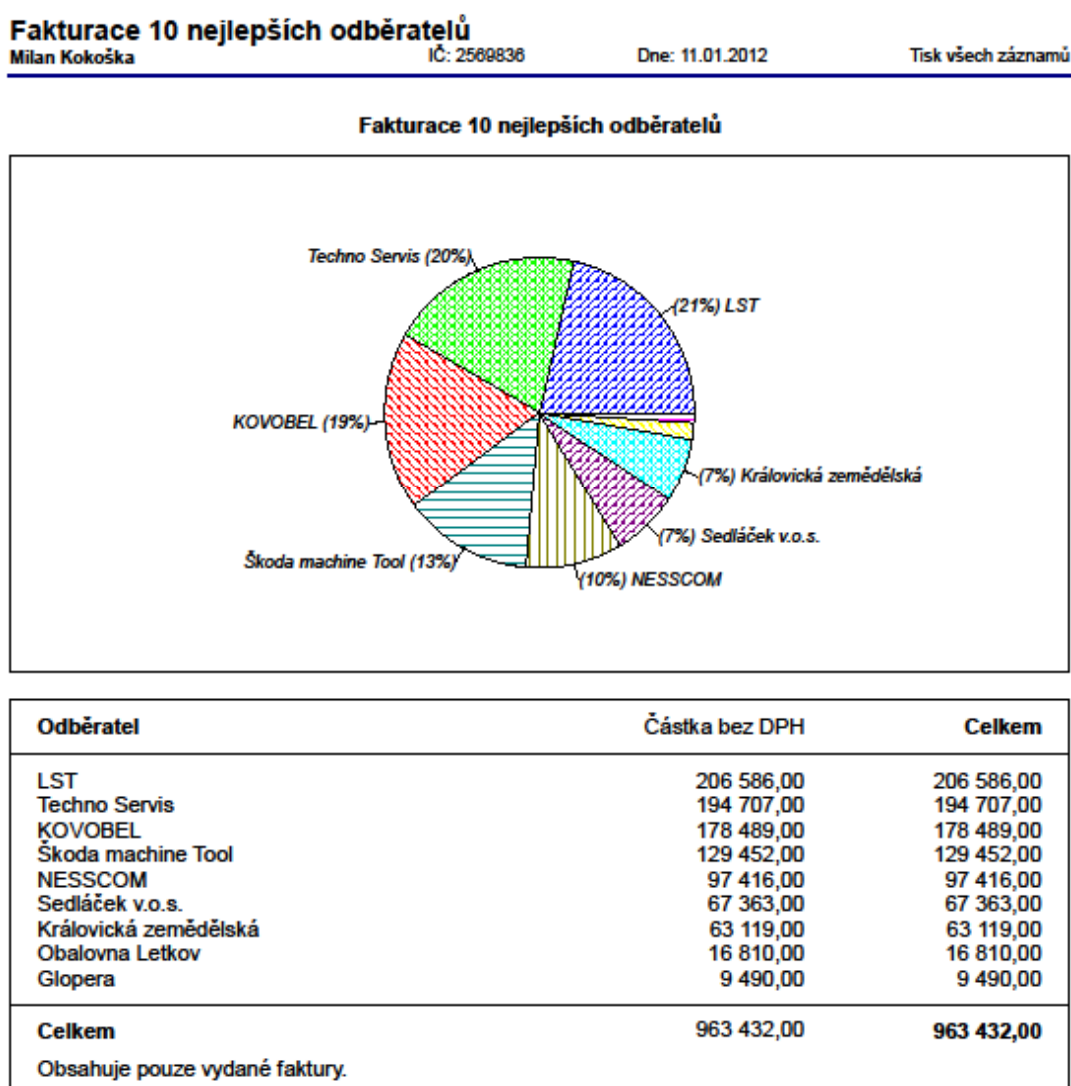 Fakturace 10 nejlepších odběratelů
Milan Kokoška IČ: 2569836 Dne: 11.01.2012 Tisk všech záznamů
Fakturace 10 nejlepších odběratelů
Techno Servis (20%)
(21%) LST
KOVOBEL (19%)
(7%) Královická zemědělská
(7%) Sedláček v.o.s.
Škoda machine Tool (13%)
(10%) NESSCOM
Odběratel Částka bez DPH Celkem
LST 206 586,00 206 586,00
Techno Servis 194 707,00 194 707,00
KOVOBEL 178 489,00 178 489,00
Škoda machine Tool 129 452,00 129 452,00
NESSCOM 97 416,00 97 416,00
Sedláček v.o.s. 67 363,00 67 363,00
Královická zemědělská 63 119,00 63 119,00
Obalovna Letkov 16 810,00 16 810,00
Glopera 9 490,00 9 490,00
Celkem 963 432,00 963 432,00
Obsahuje pouze vydané faktury.